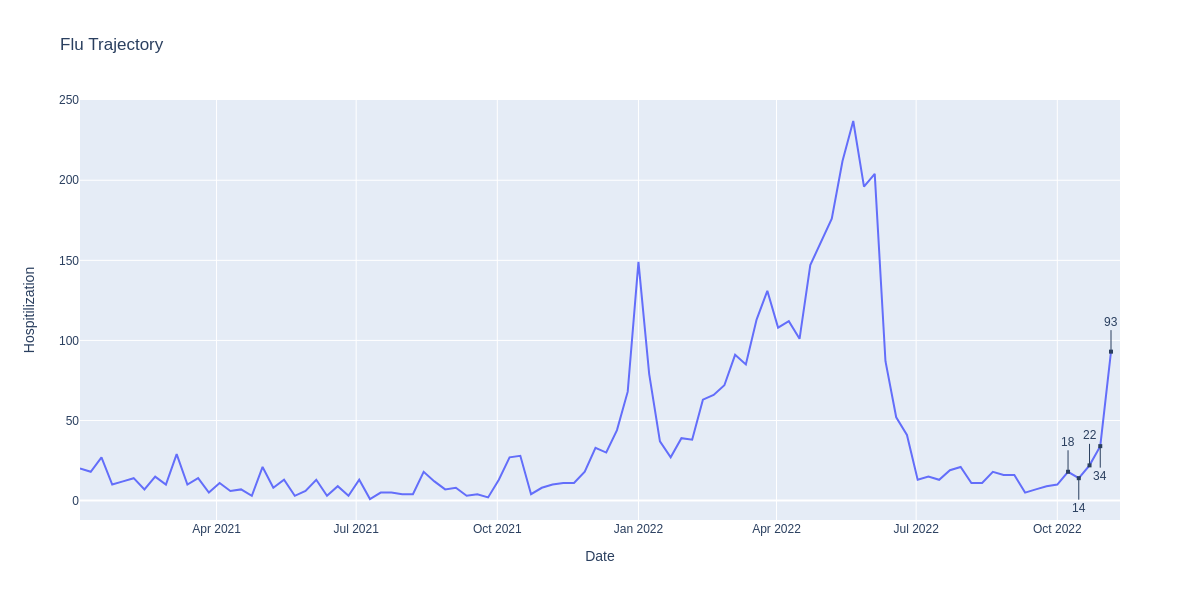 Flu Trajectory
250
200
150
100
50
0
Hospitilization
93
18
22
34
14
Apr 2021
Jul 2021
Oct 2021
Jan 2022
Apr 2022
Jul 2022
Oct 2022
Date